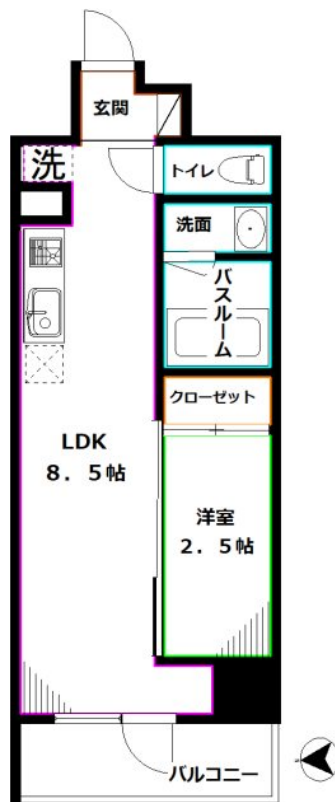 玄関
洗
トイレ
洗面
バスルーム
クローゼット
LDK
8.5帖
洋室
2.5帖
バルコニー